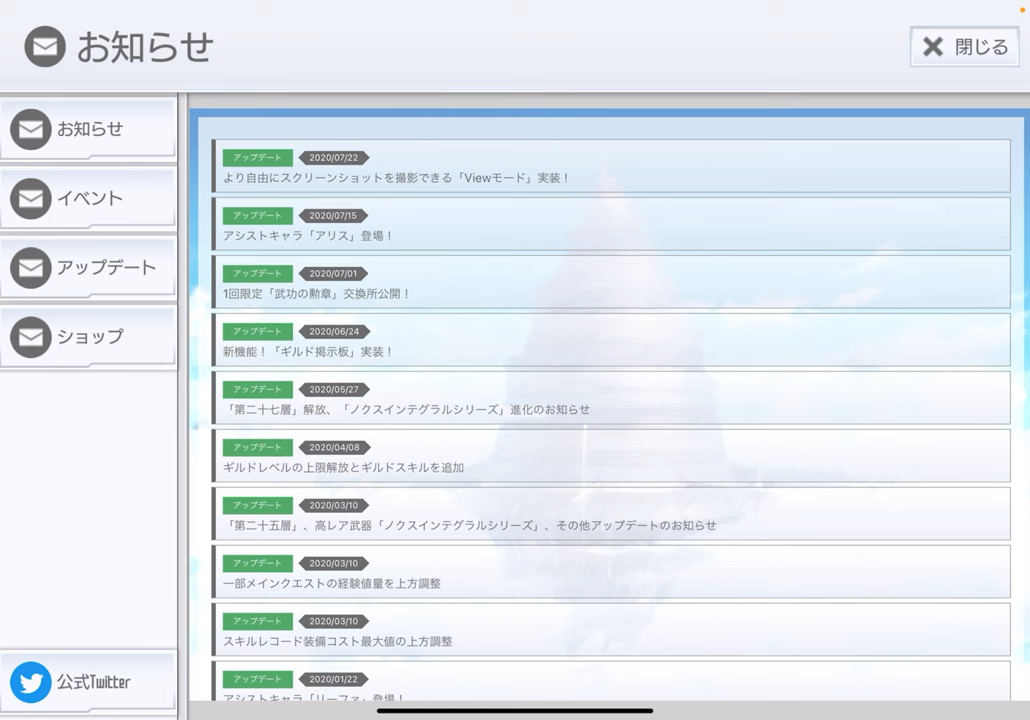 お知らせ
閉じる
お知らせ
イベント
アップデート
ショップ
公式Twitter
アップデート 2020/07/22
より自由にスクリーンショットを撮影できる「Viewモード」実装！
アップデート 2020/07/15
アシストキャラ「アリス」登場！
アップデート 2020/07/01
1回限定「武功の勲章」交換所公開！
アップデート 2020/06/24
新機能！「ギルド掲示板」実装！
アップデート 2020/05/27
「第二十七層」解放、「ノクスインテグラルシリーズ」進化のお知らせ
アップデート 2020/04/08
ギルドレベルの上限解放とギルドスキルを追加
アップデート 2020/03/10
「第二十五層」、高レア武器「ノクスインテグラルシリーズ」、その他アップデートのお知らせ
アップデート 2020/03/10
一部メインクエストの経験値量を上方調整
アップデート 2020/03/10
スキルレコード装備コスト最大値の上方調整
アップデート 2020/01/22
アシストキャラ「リーファ」登場！